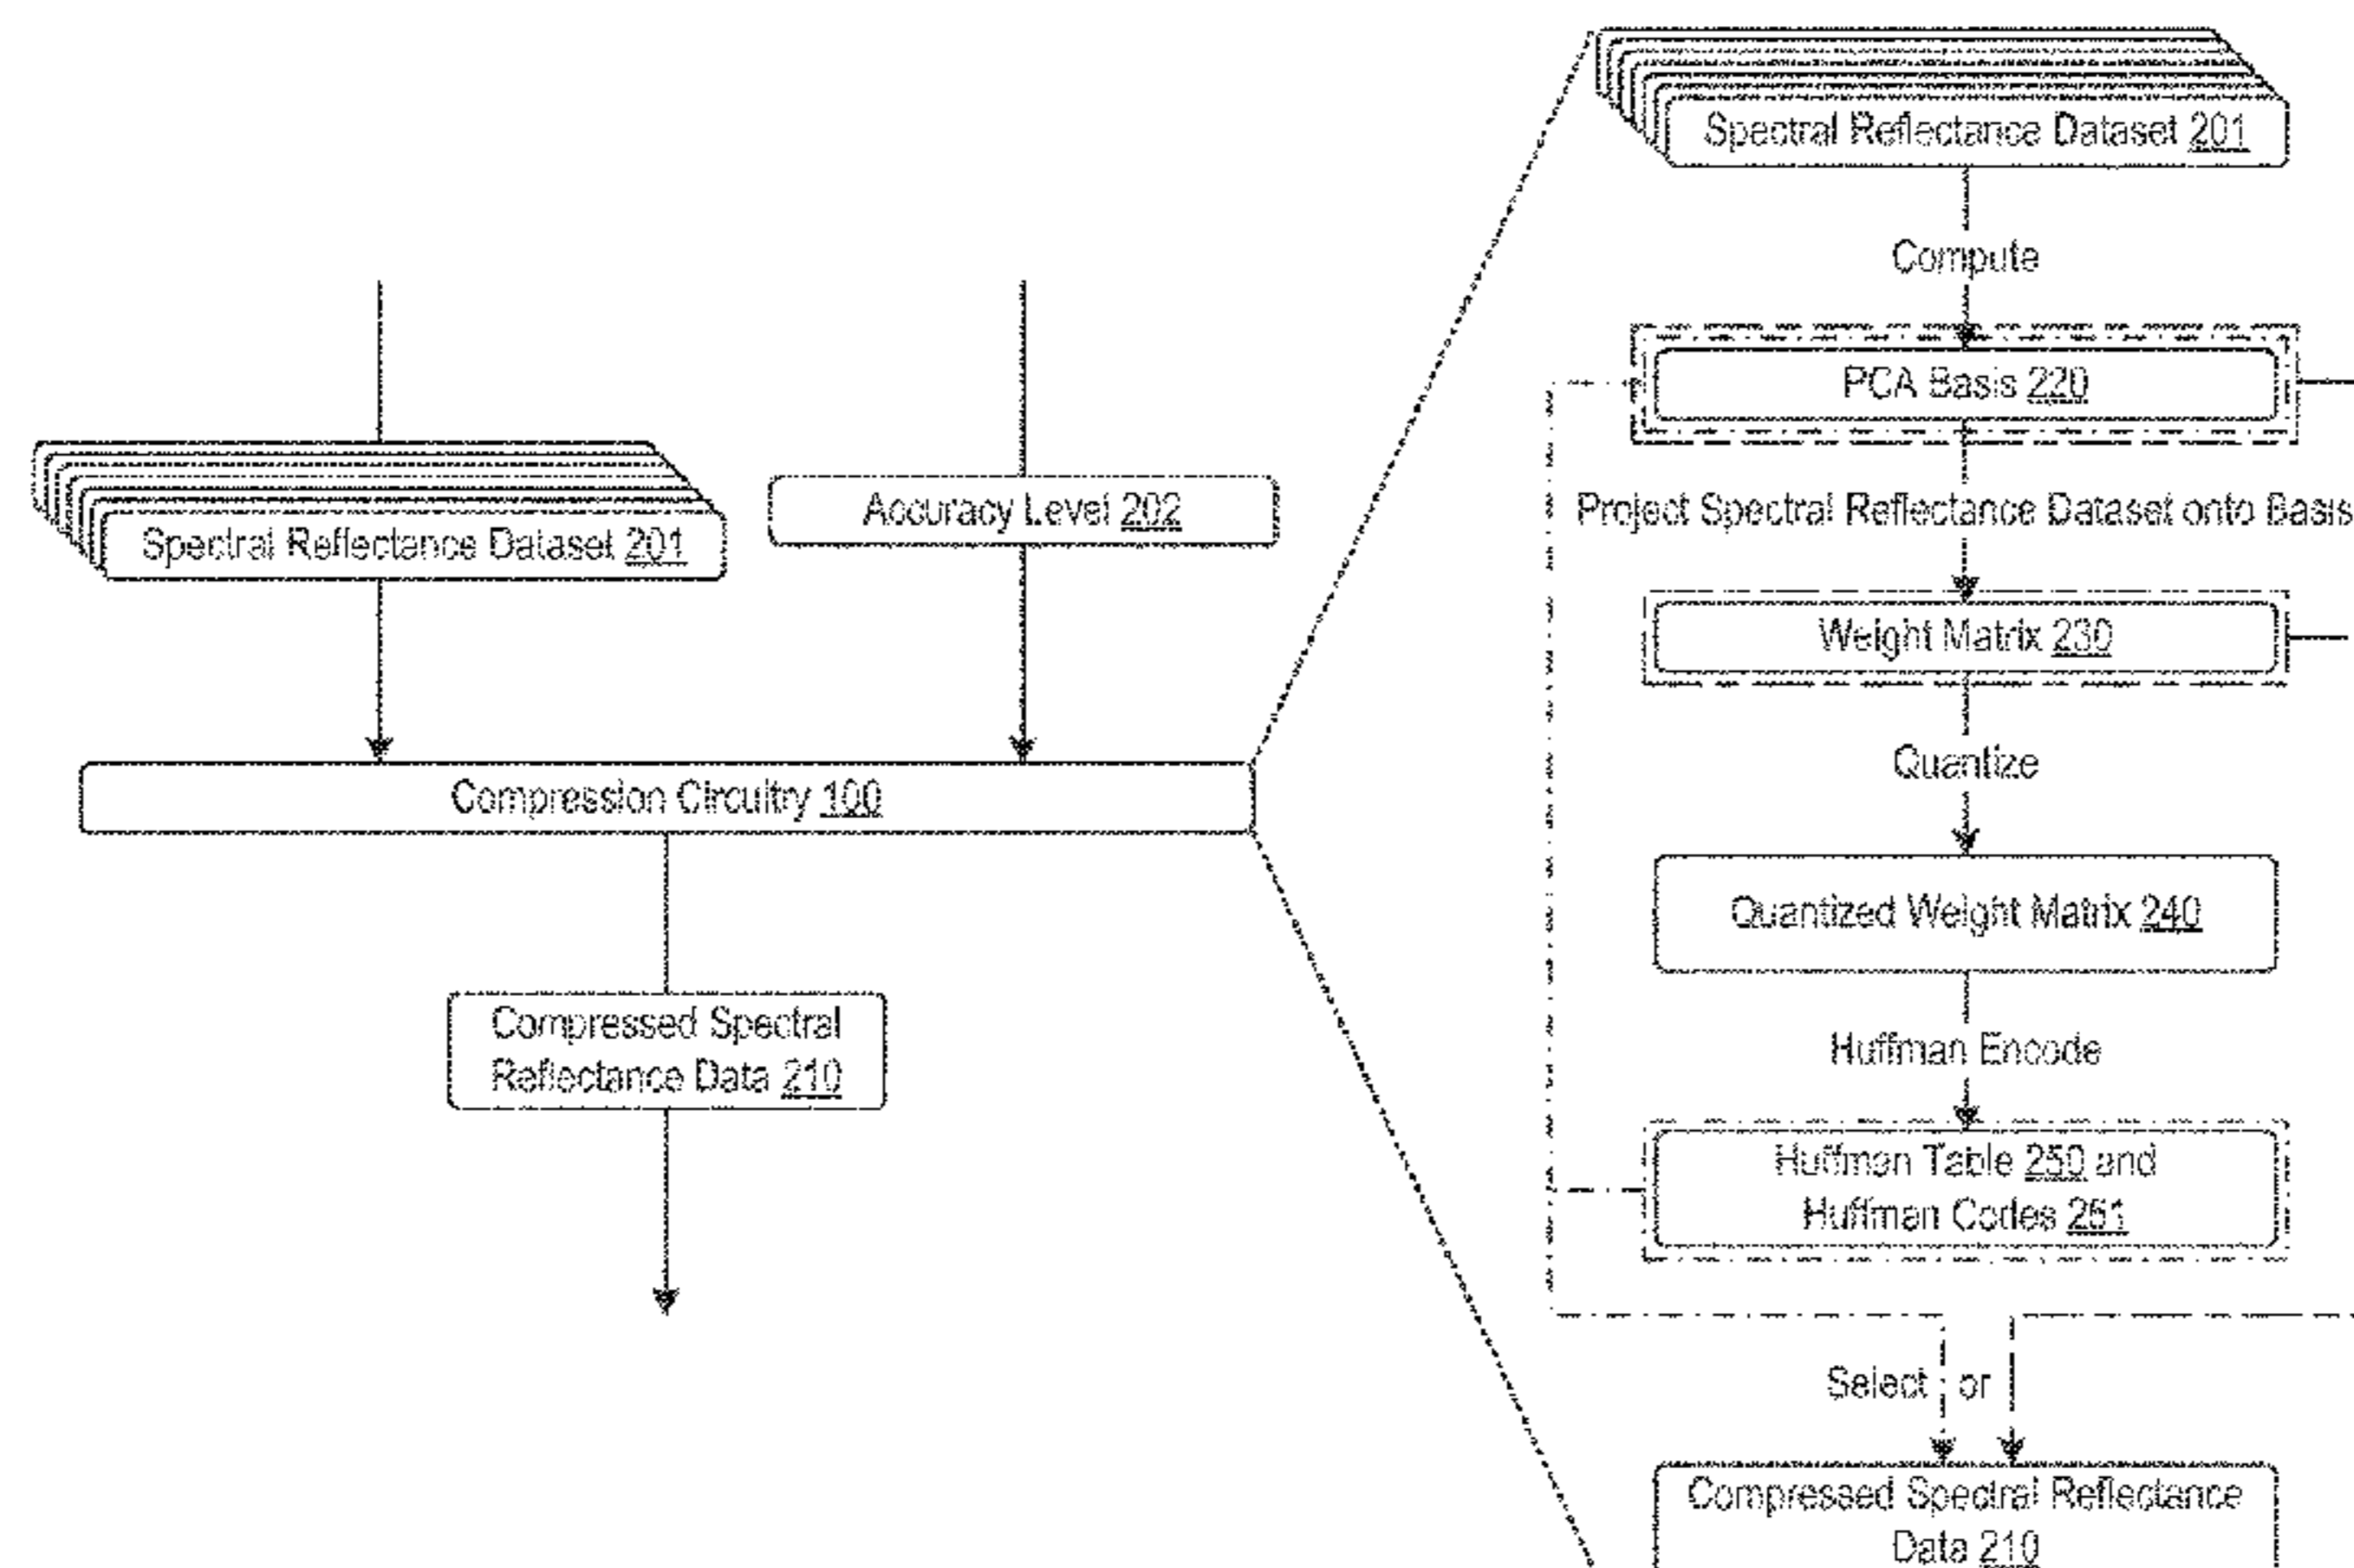 Spectral Reflectance Dataset 201
Accuracy Level 202
Compression Circuitry 100
Compressed Spectral
Reflectance Data 210
Spectral Reflectance Dataset 201
Compute
PCA Basis 220
Project Spectral Reflectance Dataset onto Basis
Weight Matrix 230
Quantize
Quantized Weight Matrix 240
Huffman Encode
Huffman Table 250 and
Huffman Codes 251
Select or
Compressed Spectral Reflectance
Data 210